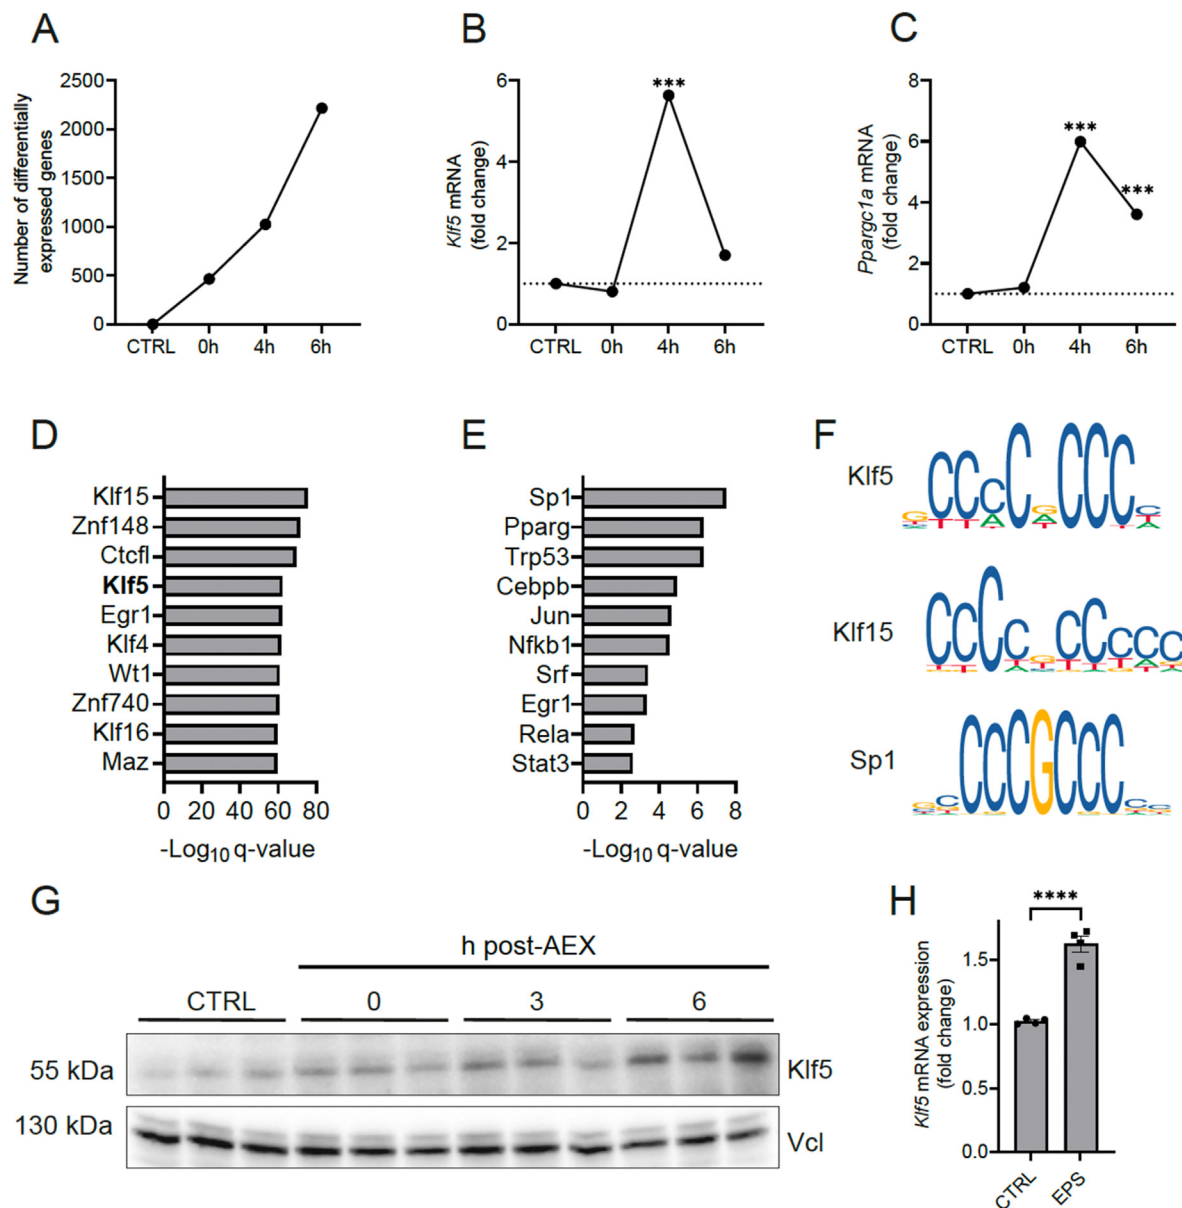 A
Number of differentially
expressed genes
2500
2000
1500
1000
500
0
CTRL 0h 4h 6h
B
Klf5 mRNA
(fold change)
6
4
2
0
***
CTRL 0h 4h 6h
C
Ppargc1a mRNA
(fold change)
8
6
4
2
0
***
***
CTRL 0h 4h 6h
D
Klf15
Znf148
Ctcfl
Klf5
Egr1
Klf4
Wt1
Znf740
Klf16
Maz
0 20 40 60 80
-Log10 q-value
E
Sp1
Pparg
Trp53
Cebpb
Jun
Nfkb1
Srf
Egr1
Rela
Stat3
0 2 4 6 8
-Log10 q-value
F
Klf5
Klf15
Sp1
CCCGCCC
G
h post-AEX
CTRL 0 3 6
55 kDa
Klf5
130 kDa
Vcl
H
Klf5 mRNA expression
(fold change)
****
1.5
1.0
0.5
0.0
CTRL
EPS